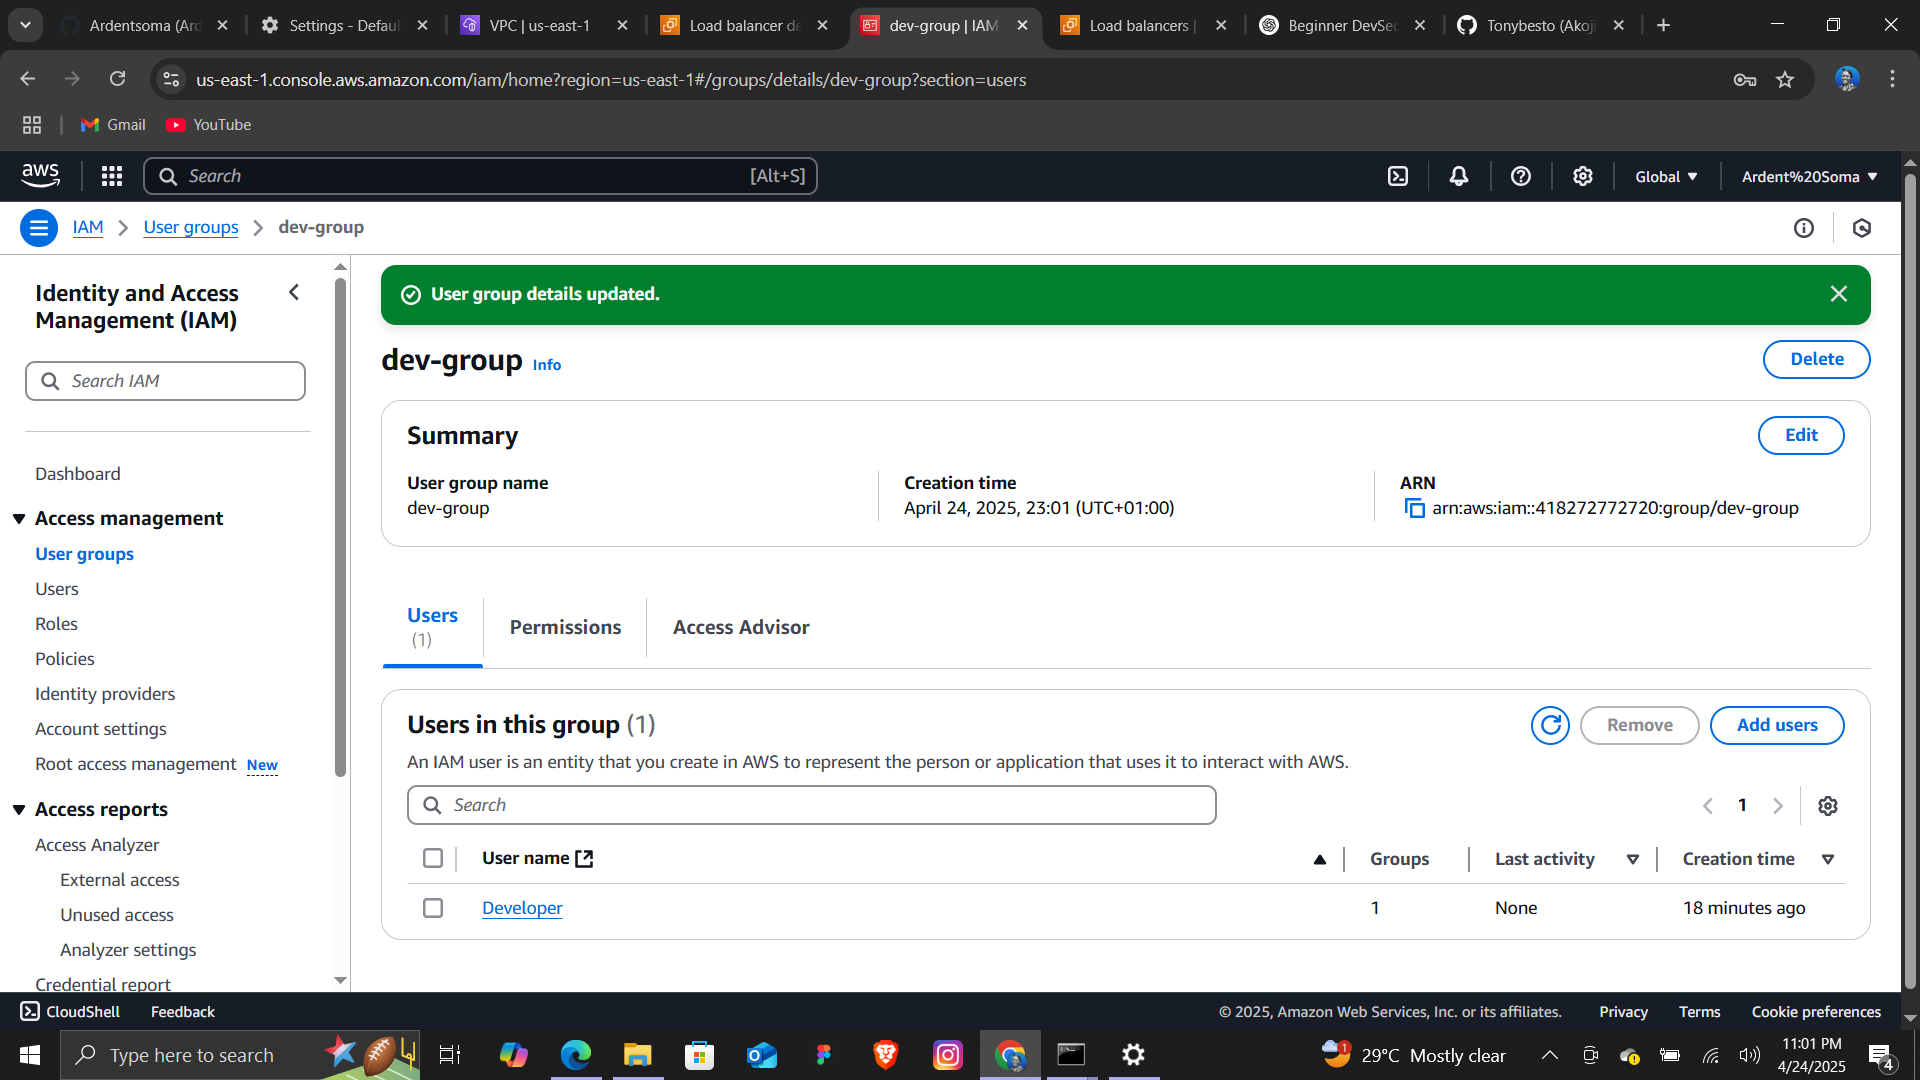 Ardentsoma (Ard
Settings - Defaul
VPC | us-east-1
Load balancer de
dev-group | IAM
Load balancers |
Beginner DevSec
Tonybesto (Akoji
us-east-1.console.aws.amazon.com/iam/home?region=us-east-1#/groups/details/dev-group?section=users
Gmail
YouTube
aws
Search
[Alt+S]
Global
Ardent%20Soma
IAM
User groups
dev-group
Identity and Access
Management (IAM)
Search IAM
Dashboard
Access management
User groups
Users
Roles
Policies
Identity providers
Account settings
Root access management New
Access reports
Access Analyzer
External access
Unused access
Analyzer settings
Credential report
User group details updated.
dev-group Info
Delete
Summary
Edit
User group name
dev-group
Creation time
April 24, 2025, 23:01 (UTC+01:00)
ARN
arn:aws:iam::418272772720:group/dev-group
Users
(1)
Permissions
Access Advisor
Users in this group (1)
Remove
Add users
An IAM user is an entity that you create in AWS to represent the person or application that uses it to interact with AWS.
Search
1
User name
Groups
Last activity
Creation time
Developer
1
None
18 minutes ago
CloudShell
Feedback
© 2025, Amazon Web Services, Inc. or its affiliates.
Privacy
Terms
Cookie preferences
Type here to search
1
29°C Mostly clear
11:01 PM
4/24/2025
4